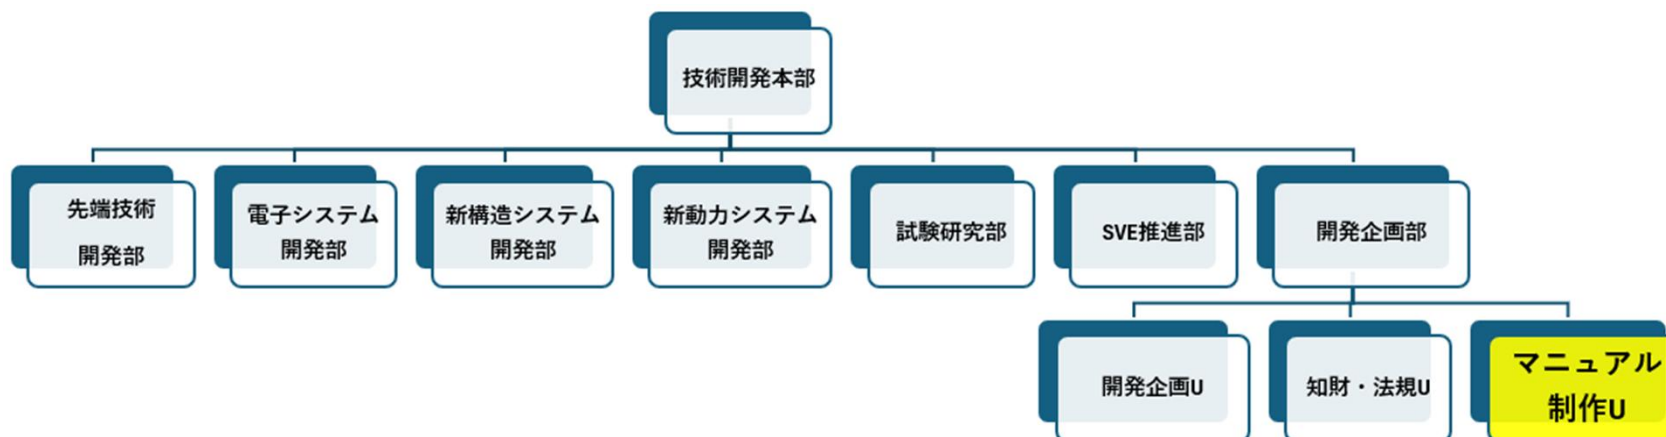 技術開発本部
先端技術
開発部
電子システム
開発部
新構造システム
開発部
新動力システム
開発部
試験研究部
SVE推進部
開発企画部
開発企画U
知財・法規U
マニュアル
制作U